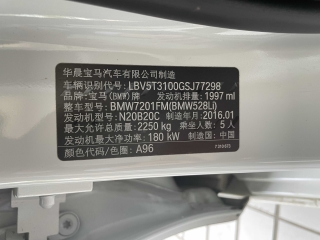 华晨宝马汽车有限公司制造
车辆识别代号: LBV5T3100GSJ77298
品牌-宝马(BMW)牌 发动机排量: 1997 ml
整车型号: BMW7201FM(BMW528Li)
发动机型号: N20B20C 制造年月: 2016.01
最大允许总质量: 2250 kg 乘坐人数: 5 人
发动机最大净功率: 180 kW 制造国: 中国
颜色代码/色圈: A96